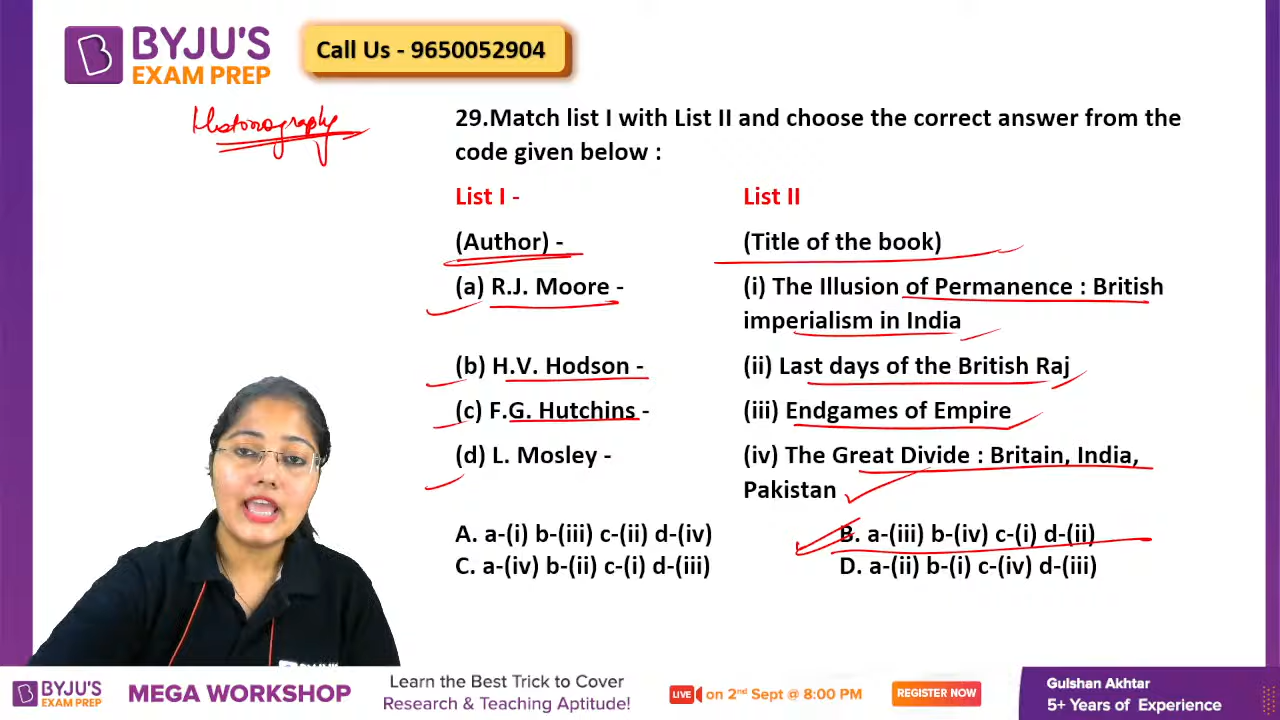 BYJU'S
EXAM PREP
Call Us - 9650052904
Historiography
29.Match list I with List II and choose the correct answer from the
code given below :
List I -
List II
(Author) -
(Title of the book)
(a) R.J. Moore -
(i) The Illusion of Permanence : British
imperialism in India
(b) H.V. Hodson -
(ii) Last days of the British Raj
(c) F.G. Hutchins -
(iii) Endgames of Empire
(d) L. Mosley -
(iv) The Great Divide : Britain, India,
Pakistan
A. a-(i) b-(iii) c-(ii) d-(iv)
B. a-(iii) b-(iv) c-(i) d-(ii)
C. a-(iv) b-(ii) c-(i) d-(iii)
D. a-(ii) b-(i) c-(iv) d-(iii)
BYJU'S
BYJU'S
EXAM PREP
MEGA WORKSHOP
Learn the Best Trick to Cover
Research & Teaching Aptitude!
LIVE on 2nd Sept @ 8:00 PM
REGISTER NOW
Gulshan Akhtar
5+ Years of Experience